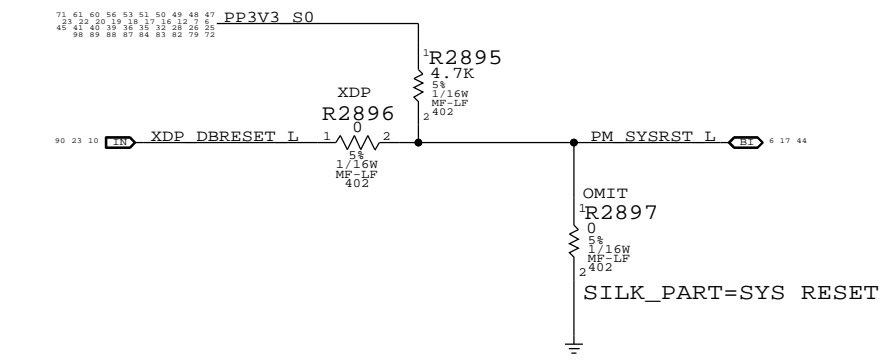 71 61 60 56 53 51 50 49 48 47
23 22 20 19 18 17 16 12 7 6
45 41 40 39 36 35 32 28 26 25
98 89 88 87 84 83 82 79 72
PP3V3_S0
1
R2895
4.7K
5%
1/16W
MF-LF
402
2
XDP
R2896
0
1 2
5%
1/16W
MF-LF
402
90 23 10 IN XDP_DBRESET_L
PM_SYSRST_L BI 6 17 44
OMIT
1
R2897
0
5%
1/16W
MF-LF
402
2
SILK_PART=SYS RESET